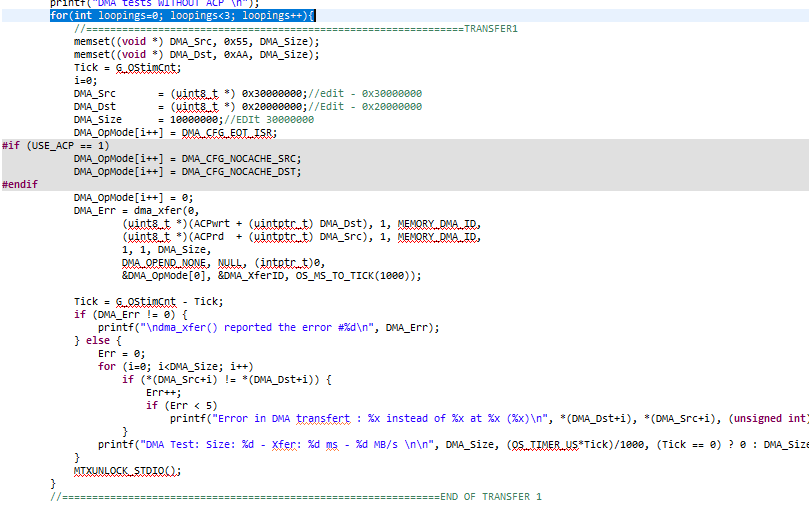 printf("DMA tests WITHOUT ACP \n");
for(int loopings=0; loopings<3; loopings++){
//================================================================TRANSFER1
memset((void *) DMA_Src, 0x55, DMA_Size);
memset((void *) DMA_Dst, 0xAA, DMA_Size);
Tick = G_OStimCnt;
i=0;
DMA_Src = (uint8_t *) 0x30000000;//edit - 0x30000000
DMA_Dst = (uint8_t *) 0x20000000;//Edit - 0x20000000
DMA_Size = 10000000;//EDIt 30000000
DMA_OpMode[i++] = DMA_CFG_EOT_ISR;
#if (USE_ACP == 1)
DMA_OpMode[i++] = DMA_CFG_NOCACHE_SRC;
DMA_OpMode[i++] = DMA_CFG_NOCACHE_DST;
#endif
DMA_OpMode[i++] = 0;
DMA_Err = dma_xfer(0,
(uint8_t *)(ACPwrt + (uintptr_t) DMA_Dst), 1, MEMORY_DMA_ID,
(uint8_t *)(ACPrd + (uintptr_t) DMA_Src), 1, MEMORY_DMA_ID,
1, 1, DMA_Size,
DMA_OPEND_NONE, NULL, (intptr_t)0,
&DMA_OpMode[0], &DMA_XferID, OS_MS_TO_TICK(1000));
Tick = G_OStimCnt - Tick;
if (DMA_Err != 0) {
printf("\ndma_xfer() reported the error #%d\n", DMA_Err);
} else {
Err = 0;
for (i=0; i<DMA_Size; i++)
if (*(DMA_Src+i) != *(DMA_Dst+i)) {
Err++;
if (Err < 5)
printf("Error in DMA transfert : %x instead of %x at %x (%x)\n", *(DMA_Dst+i), *(DMA_Src+i), (unsigned int)
}
printf("DMA Test: Size: %d - Xfer: %d ms - %d MB/s \n\n", DMA_Size, (OS_TIMER_US*Tick)/1000, (Tick == 0) ? 0 : DMA_Size
}
MTXUNLOCK_STDIO();
}
//================================================================END OF TRANSFER 1